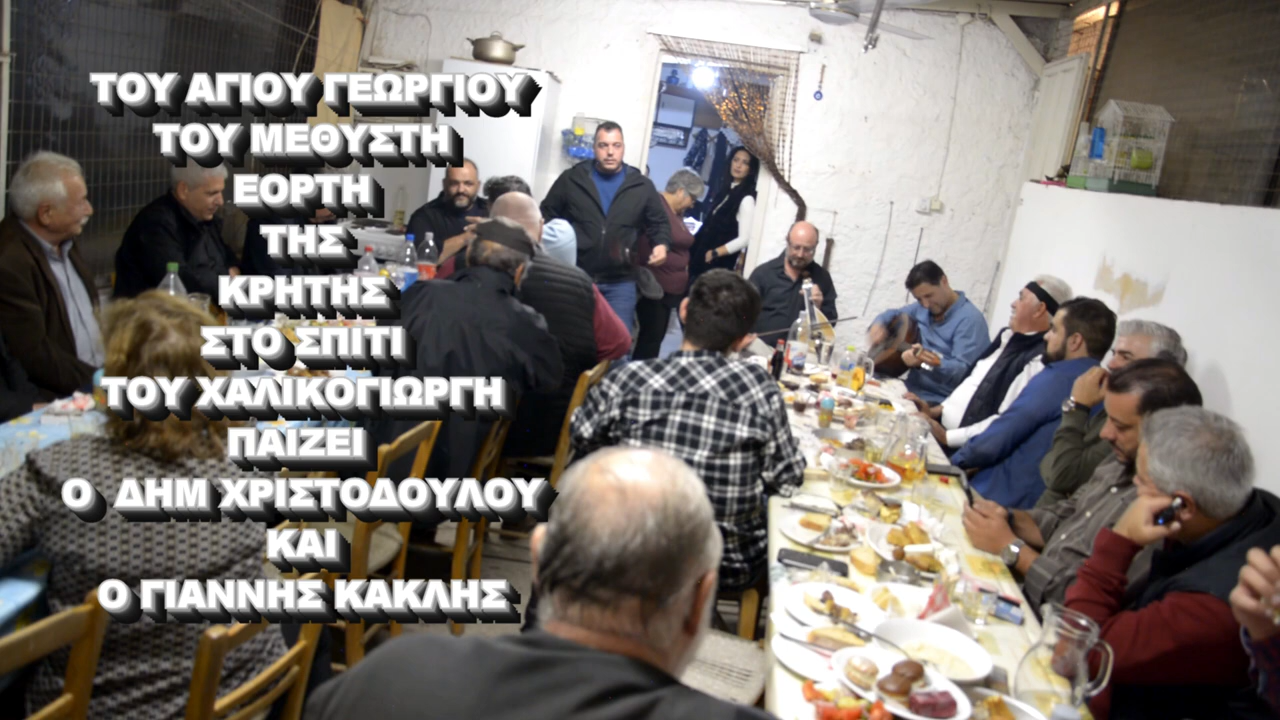 ΤΟΥ ΑΓΙΟΥ ΓΕΩΡΓΙΟΥ
ΤΟΥ ΜΕΘΥΣΤΗ
ΕΟΡΤΗ
ΤΗΣ
ΚΡΗΤΗΣ
ΣΤΟ ΣΠΙΤΙ
ΤΟΥ ΧΑΛΙΚΟΓΙΩΡΓΗ
ΠΑΙΖΕΙ
Ο ΔΗΜ ΧΡΙΣΤΟΔΟΥΛΟΥ
ΚΑΙ
Ο ΓΙΑΝΝΗΣ ΚΑΚΛΗΣ